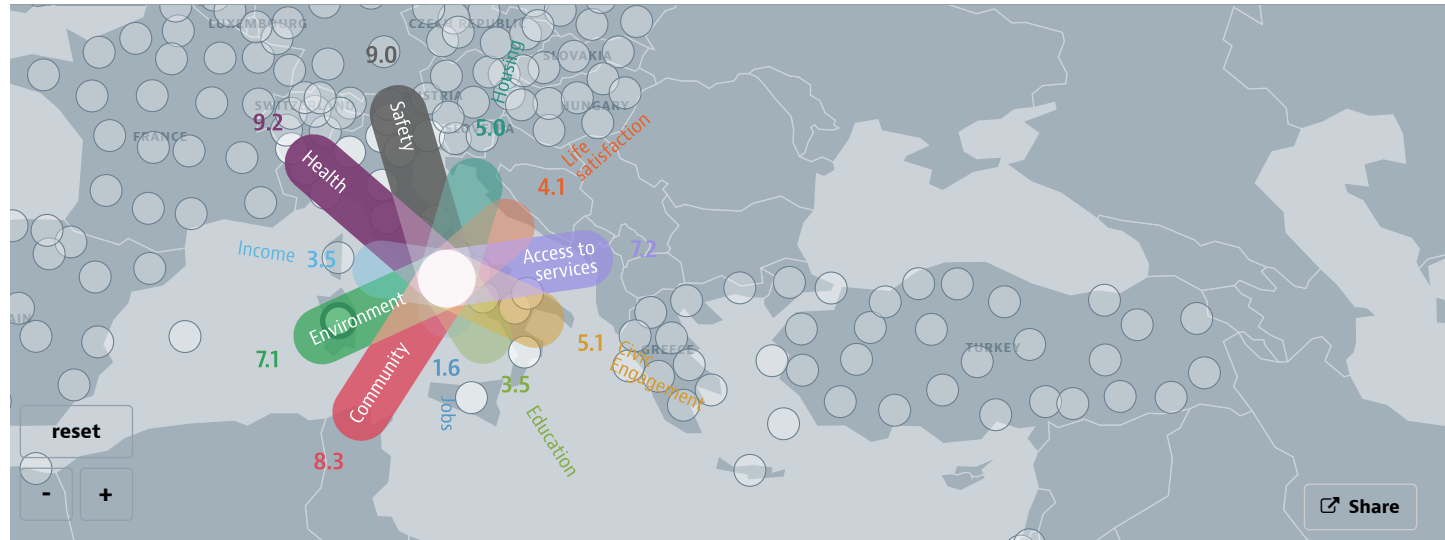 LUXEMBOURG
CZECH REPUBLIC
SLOVAKIA
9.0
Housing
SWITZERLAND
AUSTRIA
HUNGARY
9.2
Safety
5.0
SLOVENIA
FRANCE
Health
Life
satisfaction
4.1
Income
3.5
Access to
services
7.2
Environment
7.1
Community
8.3
1.6
Jobs
3.5
Education
5.1
Civic
Engagement
GREECE
TURKEY
reset
-
+
Share